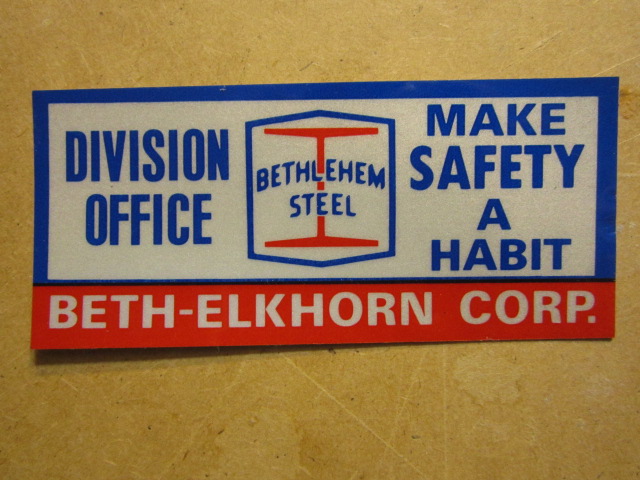 DIVISION
OFFICE
BETHLEHEM
STEEL
MAKE
SAFETY
A
HABIT
BETH-ELKHORN CORP.